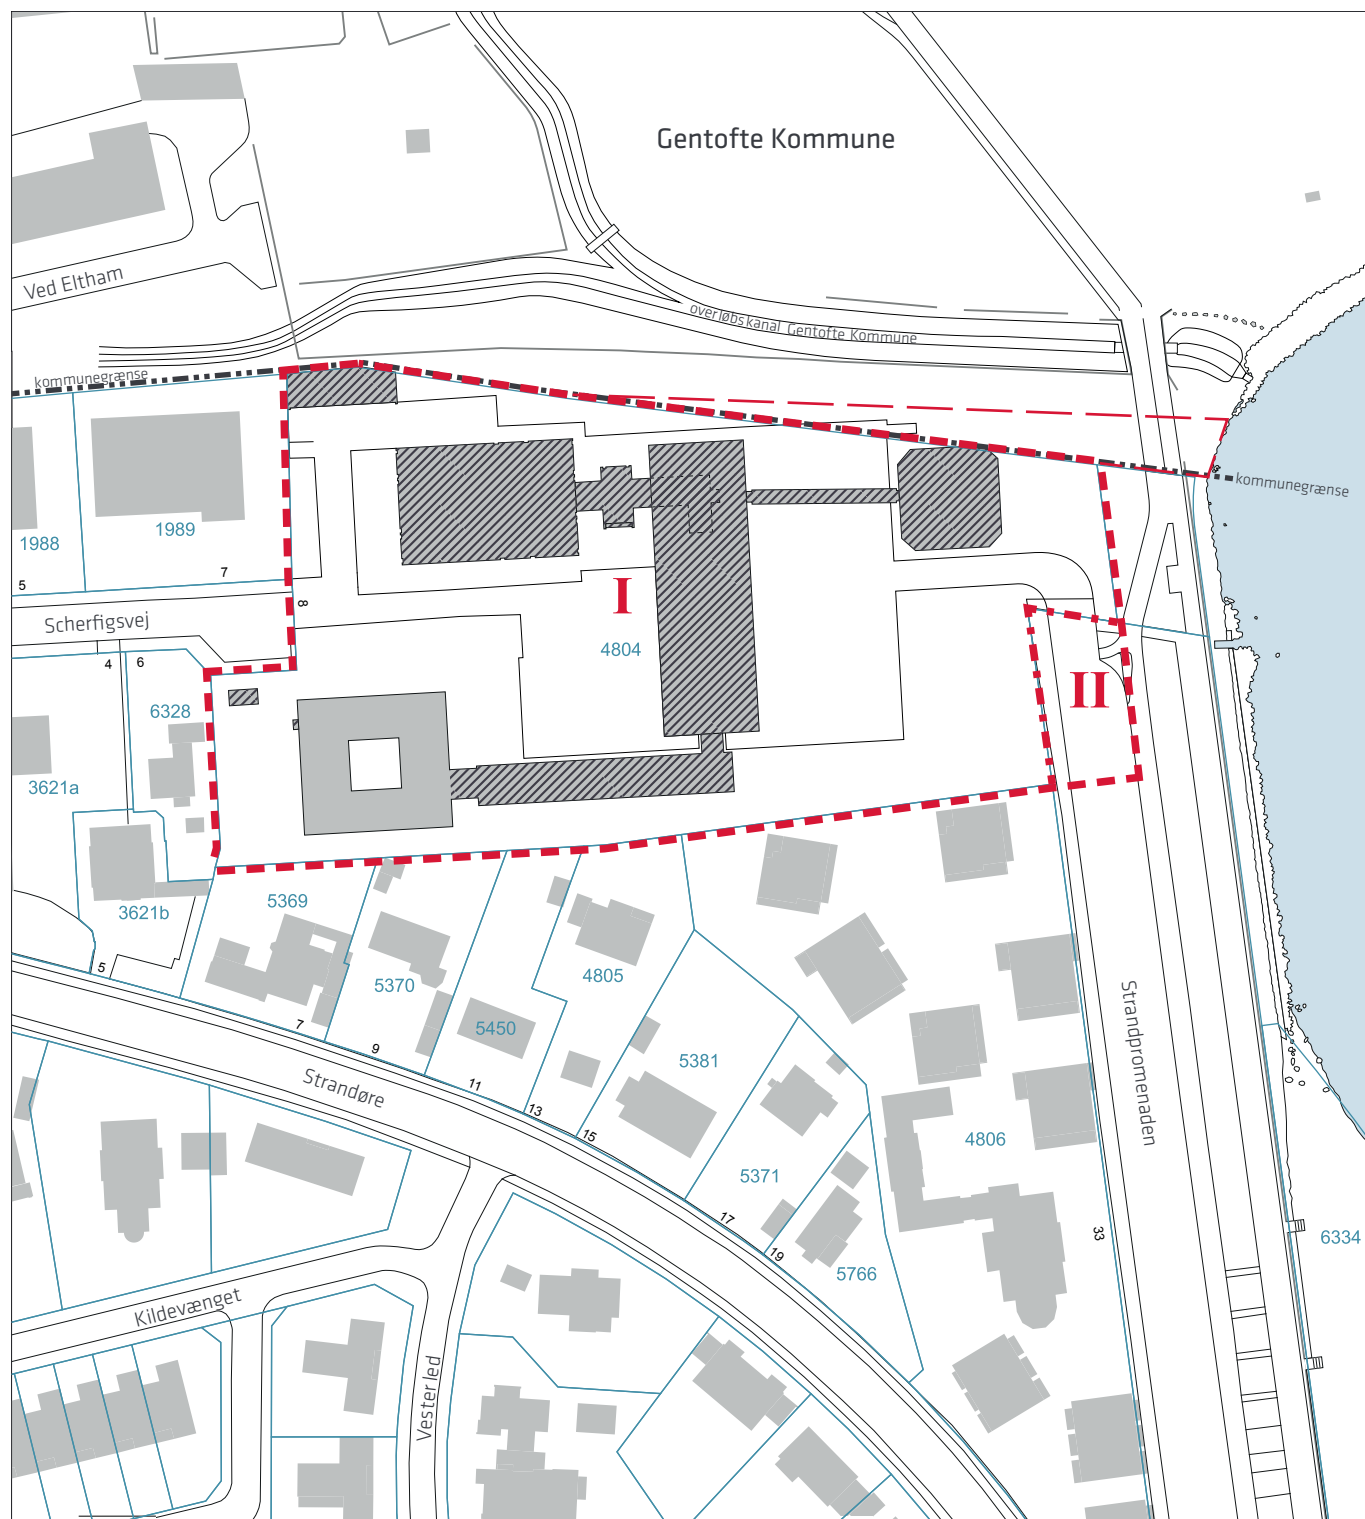 Gentofte Kommune
Ved Eltham
overløbskanal Gentofte Kommune
kommunegrænse
kommunegrænse
1988
1989
5
7
Scherfigsvej
8
I
4804
4
6
6328
II
3621a
3621b
5369
5
5370
4805
5450
7
9
Strandøre
11
13
15
5381
5371
4806
Strandpromenaden
17
19
5766
33
6334
Kildevænget
Vester led